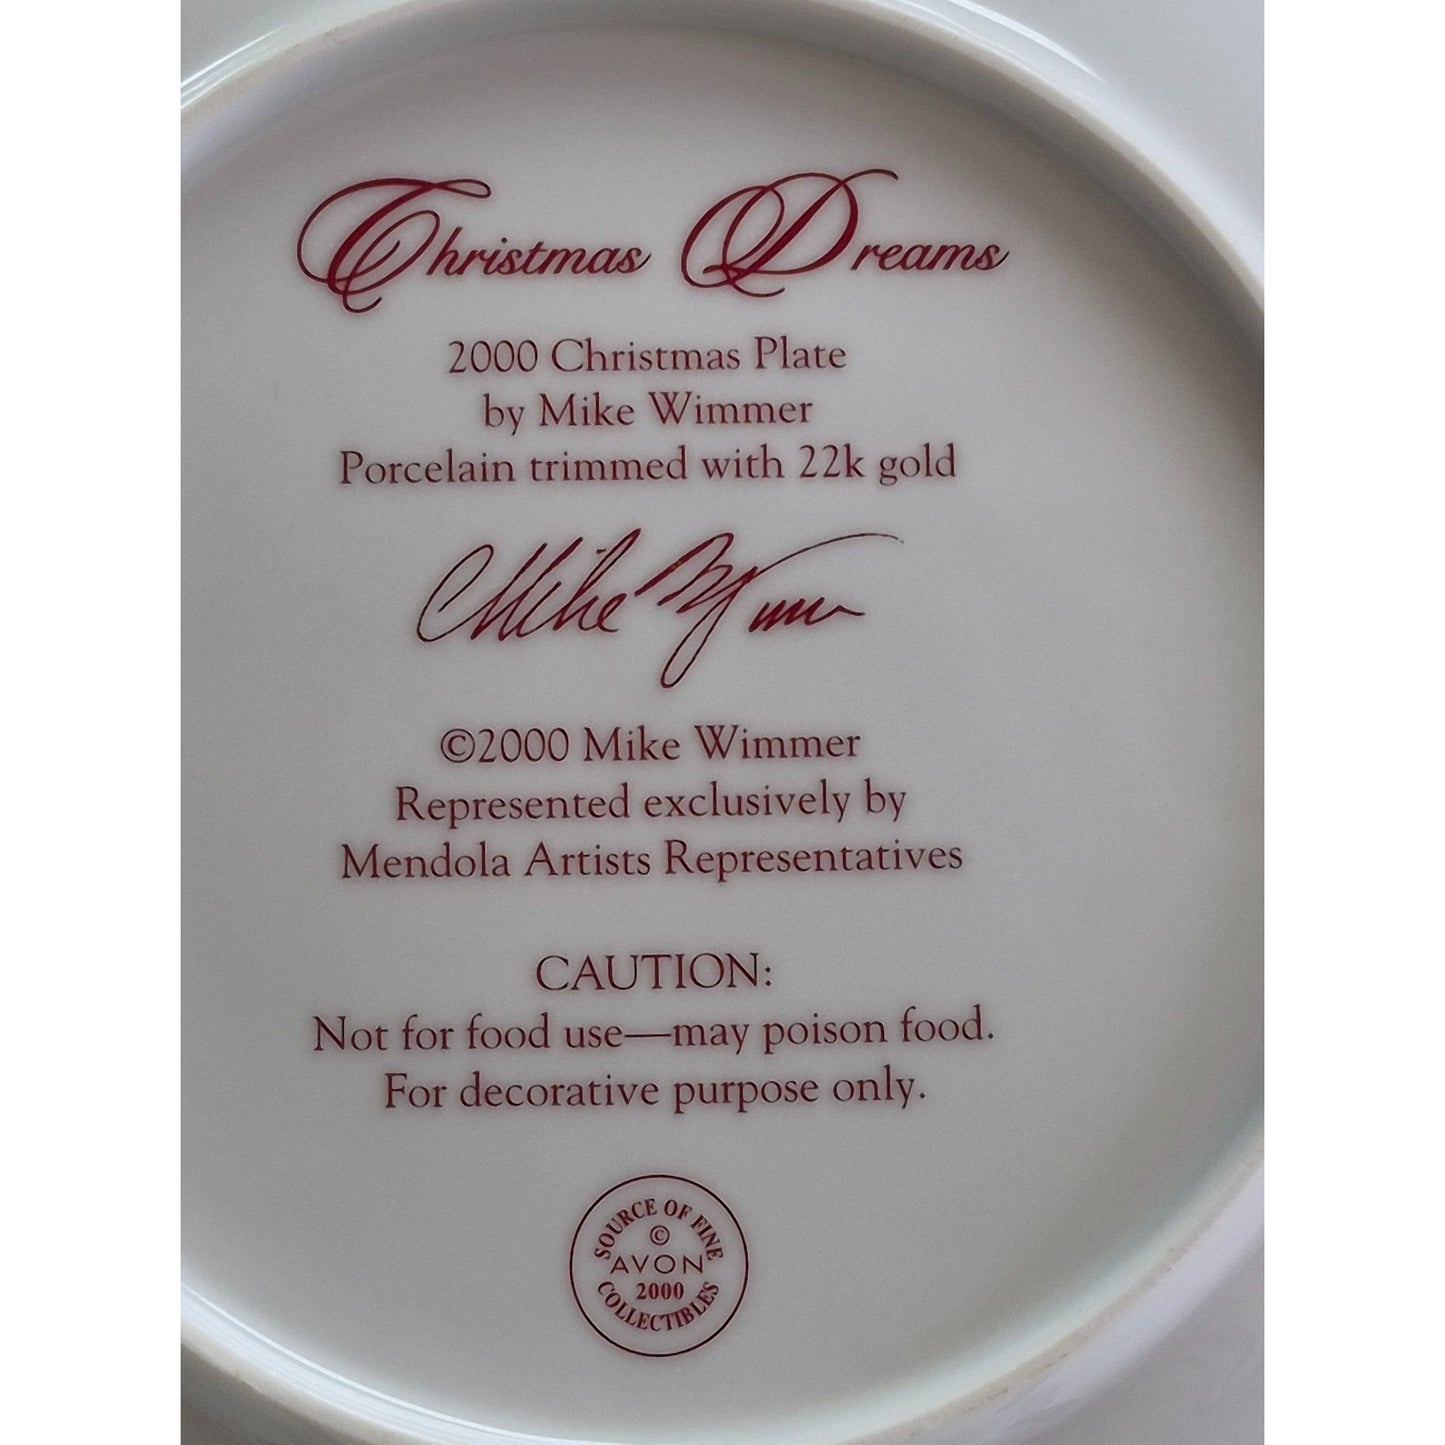 Christmas Dreams
2000 Christmas Plate
by Mike Wimmer
Porcelain trimmed with 22k gold
Mike Wimmer
©2000 Mike Wimmer
Represented exclusively by
Mendola Artists Representatives
CAUTION:
Not for food use—may poison food.
For decorative purpose only.
SOURCE OF FINE
©
AVON
2000
COLLECTIBLES